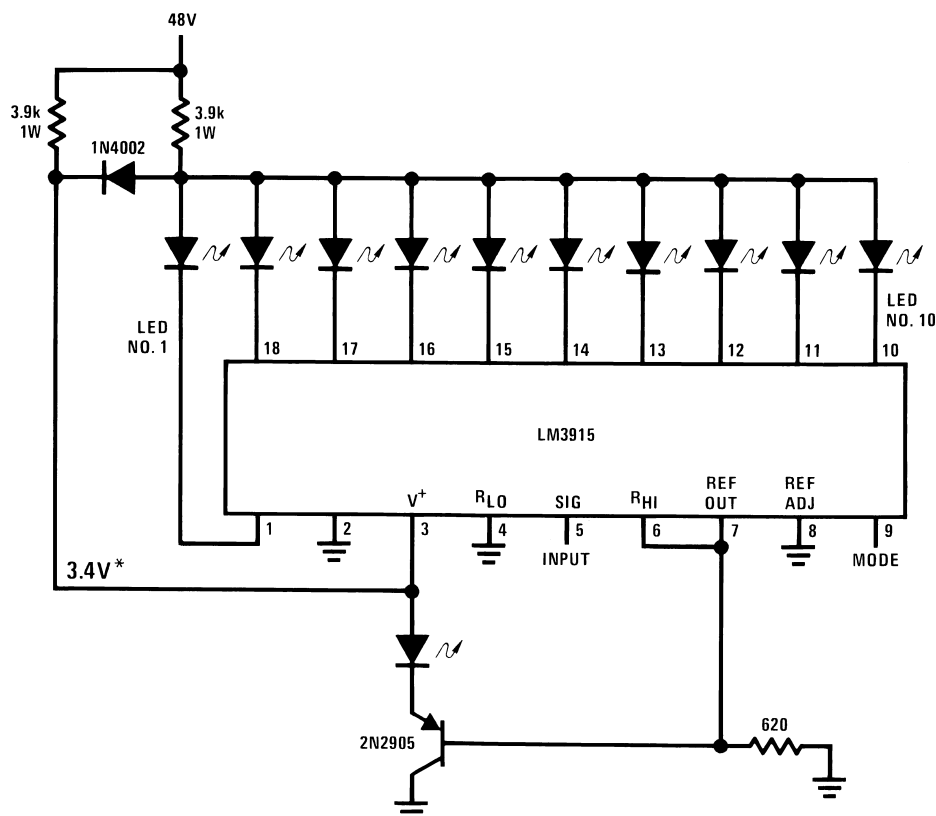 48V
3.9k
1W
3.9k
1W
1N4002
LED
NO. 1
LED
NO. 10
18
17
16
15
14
13
12
11
10
LM3915
V+
RLO
SIG
RHI
REF
OUT
REF
ADJ
1
2
3
4
5
6
7
8
9
INPUT
MODE
3.4V*
2N2905
620